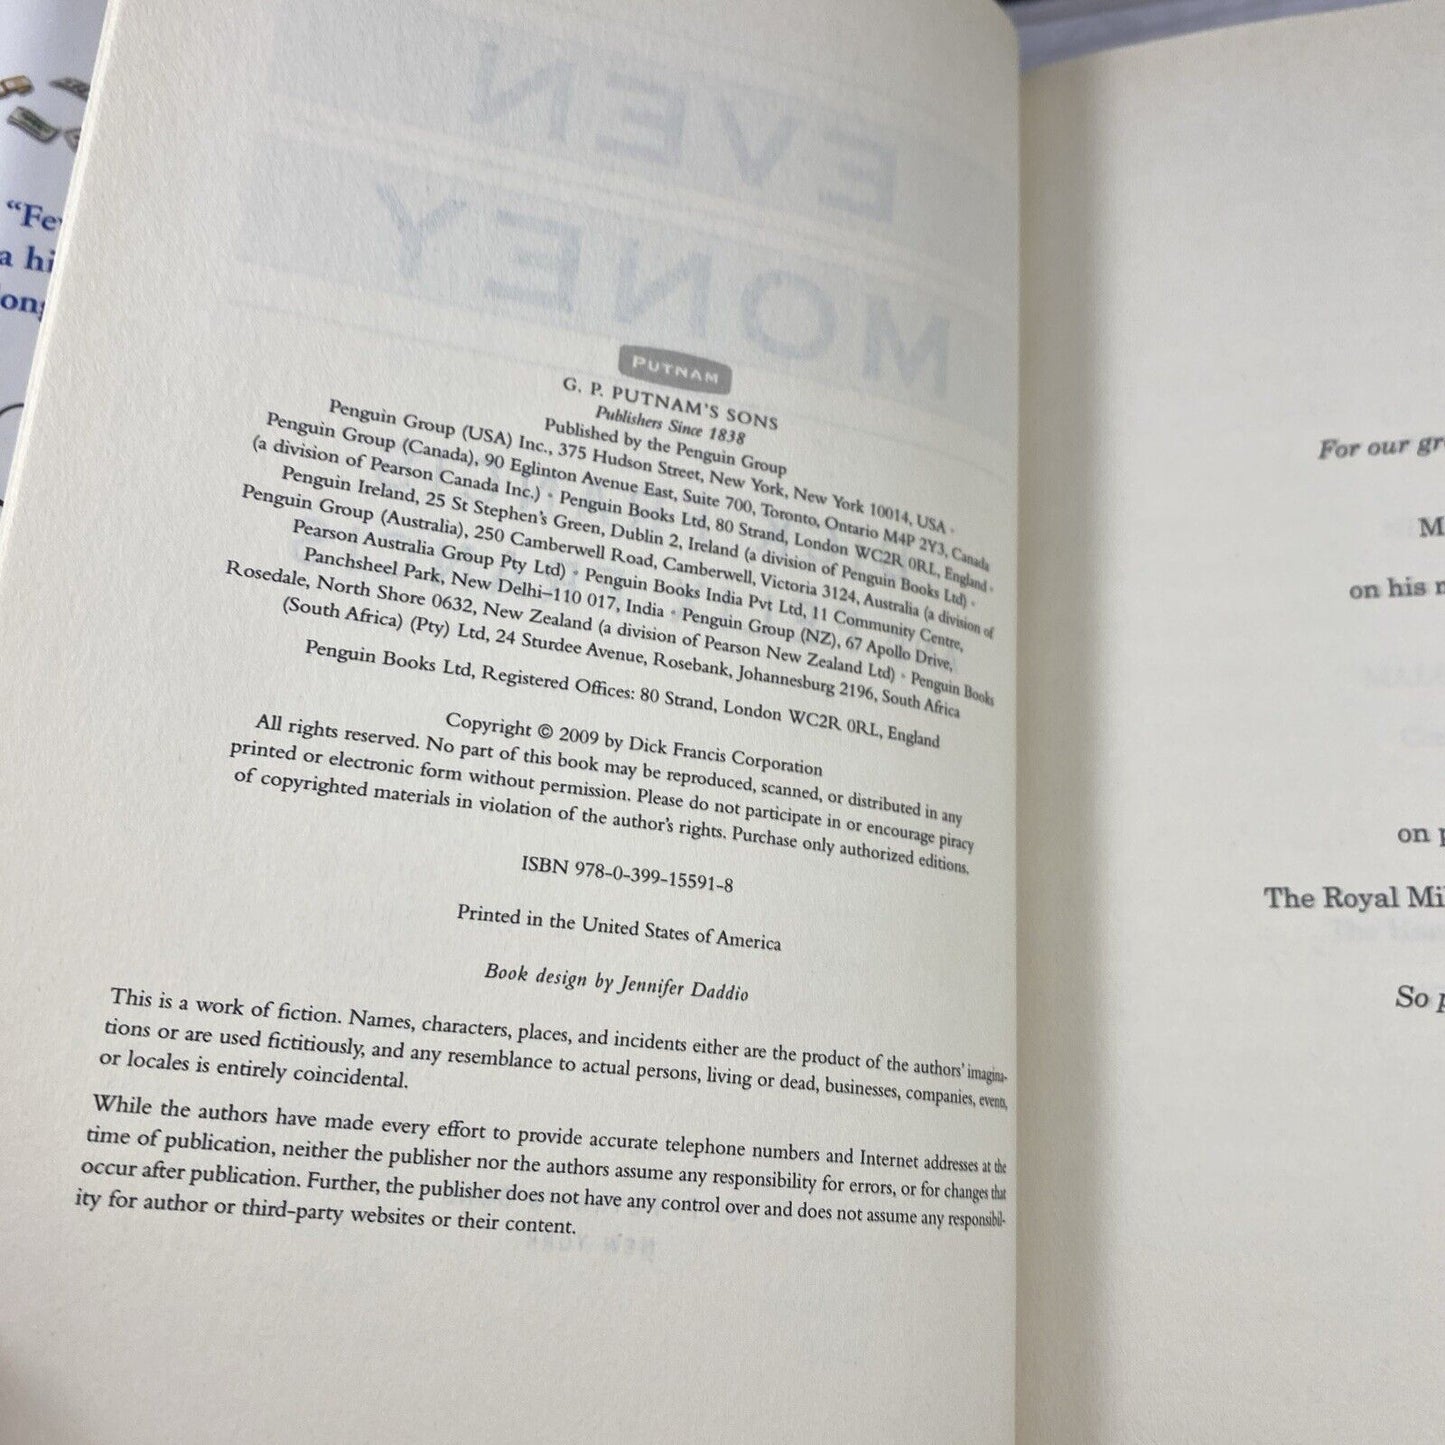 “Fe
a hi
EVEN
MONEY
PUTNAM
G. P. PUTNAM’S SONS
Publishers Since 1838
Published by the Penguin Group
Penguin Group (USA) Inc., 375 Hudson Street, New York, New York 10014, USA •
Penguin Group (Canada), 90 Eglinton Avenue East, Suite 700, Toronto, Ontario M4P 2Y3, Canada
(a division of Pearson Canada Inc.) • Penguin Books Ltd, 80 Strand, London WC2R 0RL, England •
Penguin Ireland, 25 St Stephen’s Green, Dublin 2, Ireland (a division of Penguin Books Ltd) •
Penguin Group (Australia), 250 Camberwell Road, Camberwell, Victoria 3124, Australia (a division of
Pearson Australia Group Pty Ltd) • Penguin Books India Pvt Ltd, 11 Community Centre,
Panchsheel Park, New Delhi–110 017, India • Penguin Group (NZ), 67 Apollo Drive,
Rosedale, North Shore 0632, New Zealand (a division of Pearson New Zealand Ltd) • Penguin Books
(South Africa) (Pty) Ltd, 24 Sturdee Avenue, Rosebank, Johannesburg 2196, South Africa
Penguin Books Ltd, Registered Offices: 80 Strand, London WC2R 0RL, England
Copyright © 2009 by Dick Francis Corporation
All rights reserved. No part of this book may be reproduced, scanned, or distributed in any
printed or electronic form without permission. Please do not participate in or encourage piracy
of copyrighted materials in violation of the author’s rights. Purchase only authorized editions.
ISBN 978-0-399-15591-8
Printed in the United States of America
Book design by Jennifer Daddio
This is a work of fiction. Names, characters, places, and incidents either are the product of the authors’ imagina-
tions or are used fictitiously, and any resemblance to actual persons, living or dead, businesses, companies, events,
or locales is entirely coincidental.
While the authors have made every effort to provide accurate telephone numbers and Internet addresses at the
time of publication, neither the publisher nor the authors assume any responsibility for errors, or for changes that
occur after publication. Further, the publisher does not have any control over and does not assume any responsibil-
ity for author or third-party websites or their content.
NEW YORK
For our gr
M
on his
on p
The Royal Mil
So p